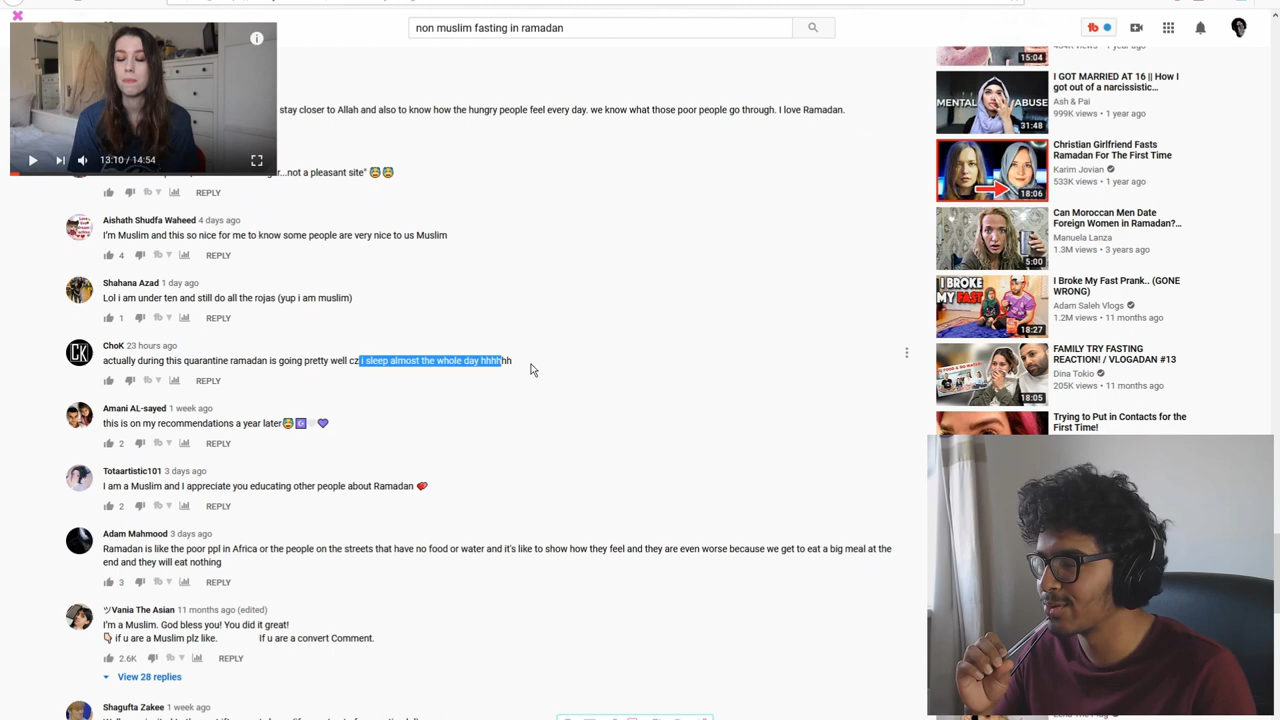 non muslim fasting in ramadan
13:10 / 14:54
stay closer to Allah and also to know how the hungry people feel every day. we know what those poor people go through. I love Ramadan.
not a pleasant site" 😰😰
REPLY
Aishath Shudfa Waheed 4 days ago
I'm Muslim and this so nice for me to know some people are very nice to us Muslim
4 REPLY
Shahana Azad 1 day ago
Lol i am under ten and still do all the rojas (yup i am muslim)
1 REPLY
ChoK 23 hours ago
actually during this quarantine ramadan is going pretty well cz i sleep almost the whole day hhhhhh
REPLY
Amani AL-sayed 1 week ago
this is on my recommendations a year later😰☪️🤍💜
2 REPLY
Totaartistic101 3 days ago
I am a Muslim and I appreciate you educating other people about Ramadan
2 REPLY
Adam Mahmood 3 days ago
Ramadan is like the poor ppl in Africa or the people on the streets that have no food or water and it's like to show how they feel and they are even worse because we get to eat a big meal at the
end and they will eat nothing
3 REPLY
ツVania The Asian 11 months ago (edited)
I'm a Muslim. God bless you! You did it great!
👇🏻 if u are a Muslim plz like. If u are a convert Comment.
2.6K REPLY
View 28 replies
Shagufta Zakee 1 week ago
15:04
MENTAL ABUSE
31:48
I GOT MARRIED AT 16 || How I
got out of a narcissistic...
Ash & Pai
999K views • 1 year ago
18:06
Christian Girlfriend Fasts
Ramadan For The First Time
Karim Jovian
533K views • 1 year ago
5:00
Can Moroccan Men Date
Foreign Women in Ramadan?...
Manuela Lanza
1.3M views • 3 years ago
I BROKE
MY FAST
18:27
I Broke My Fast Prank.. (GONE
WRONG)
Adam Saleh Vlogs
1.2M views • 11 months ago
18:05
FAMILY TRY FASTING
REACTION! / VLOGADAN #13
Dina Tokio
205K views • 11 months ago
Trying to Put in Contacts for the
First Time!